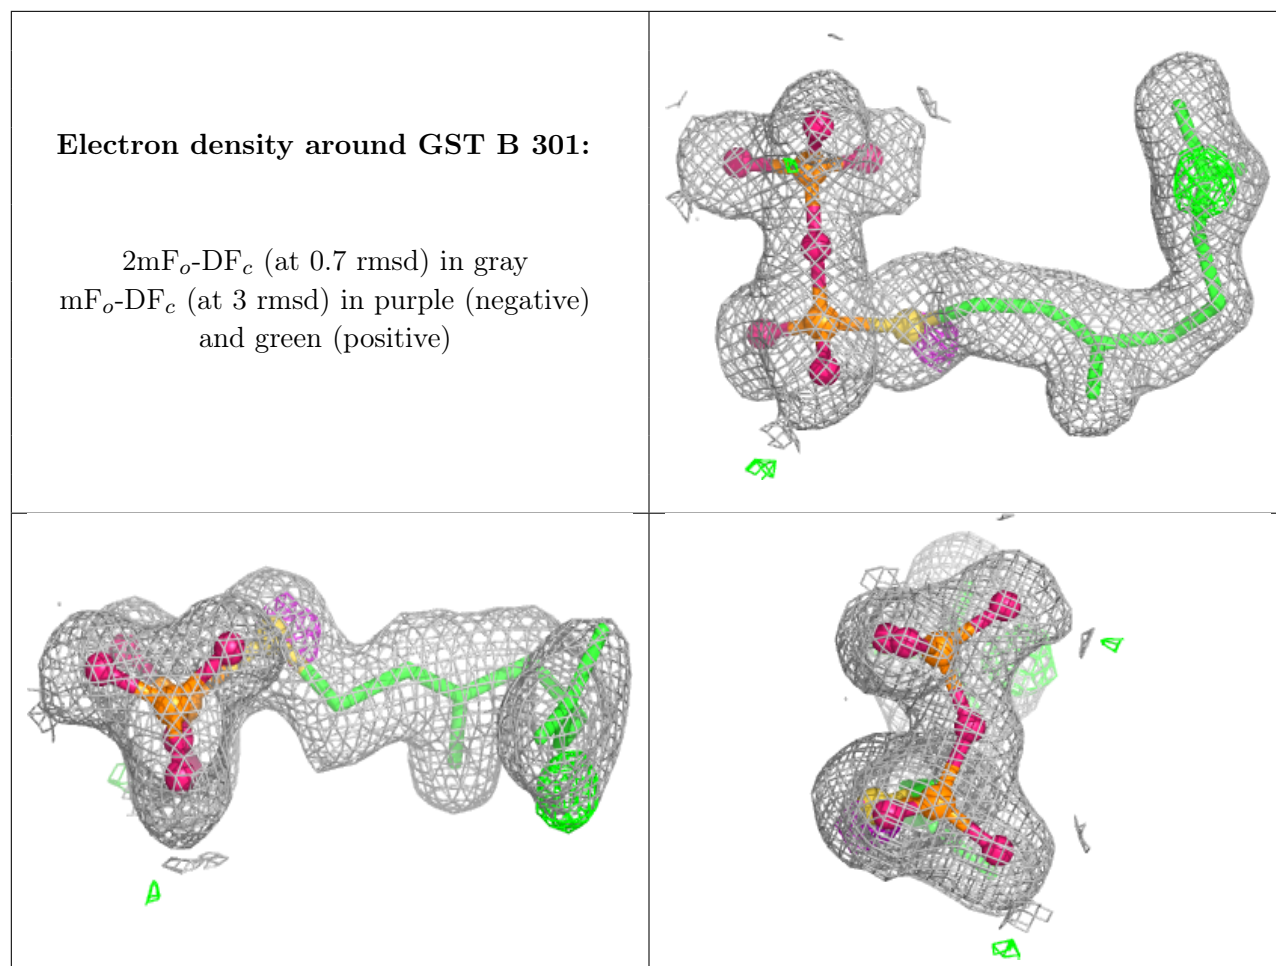 Electron density around GST B 301:
2mFo-DFc (at 0.7 rmsd) in gray
mFo-DFc (at 3 rmsd) in purple (negative)
and green (positive)